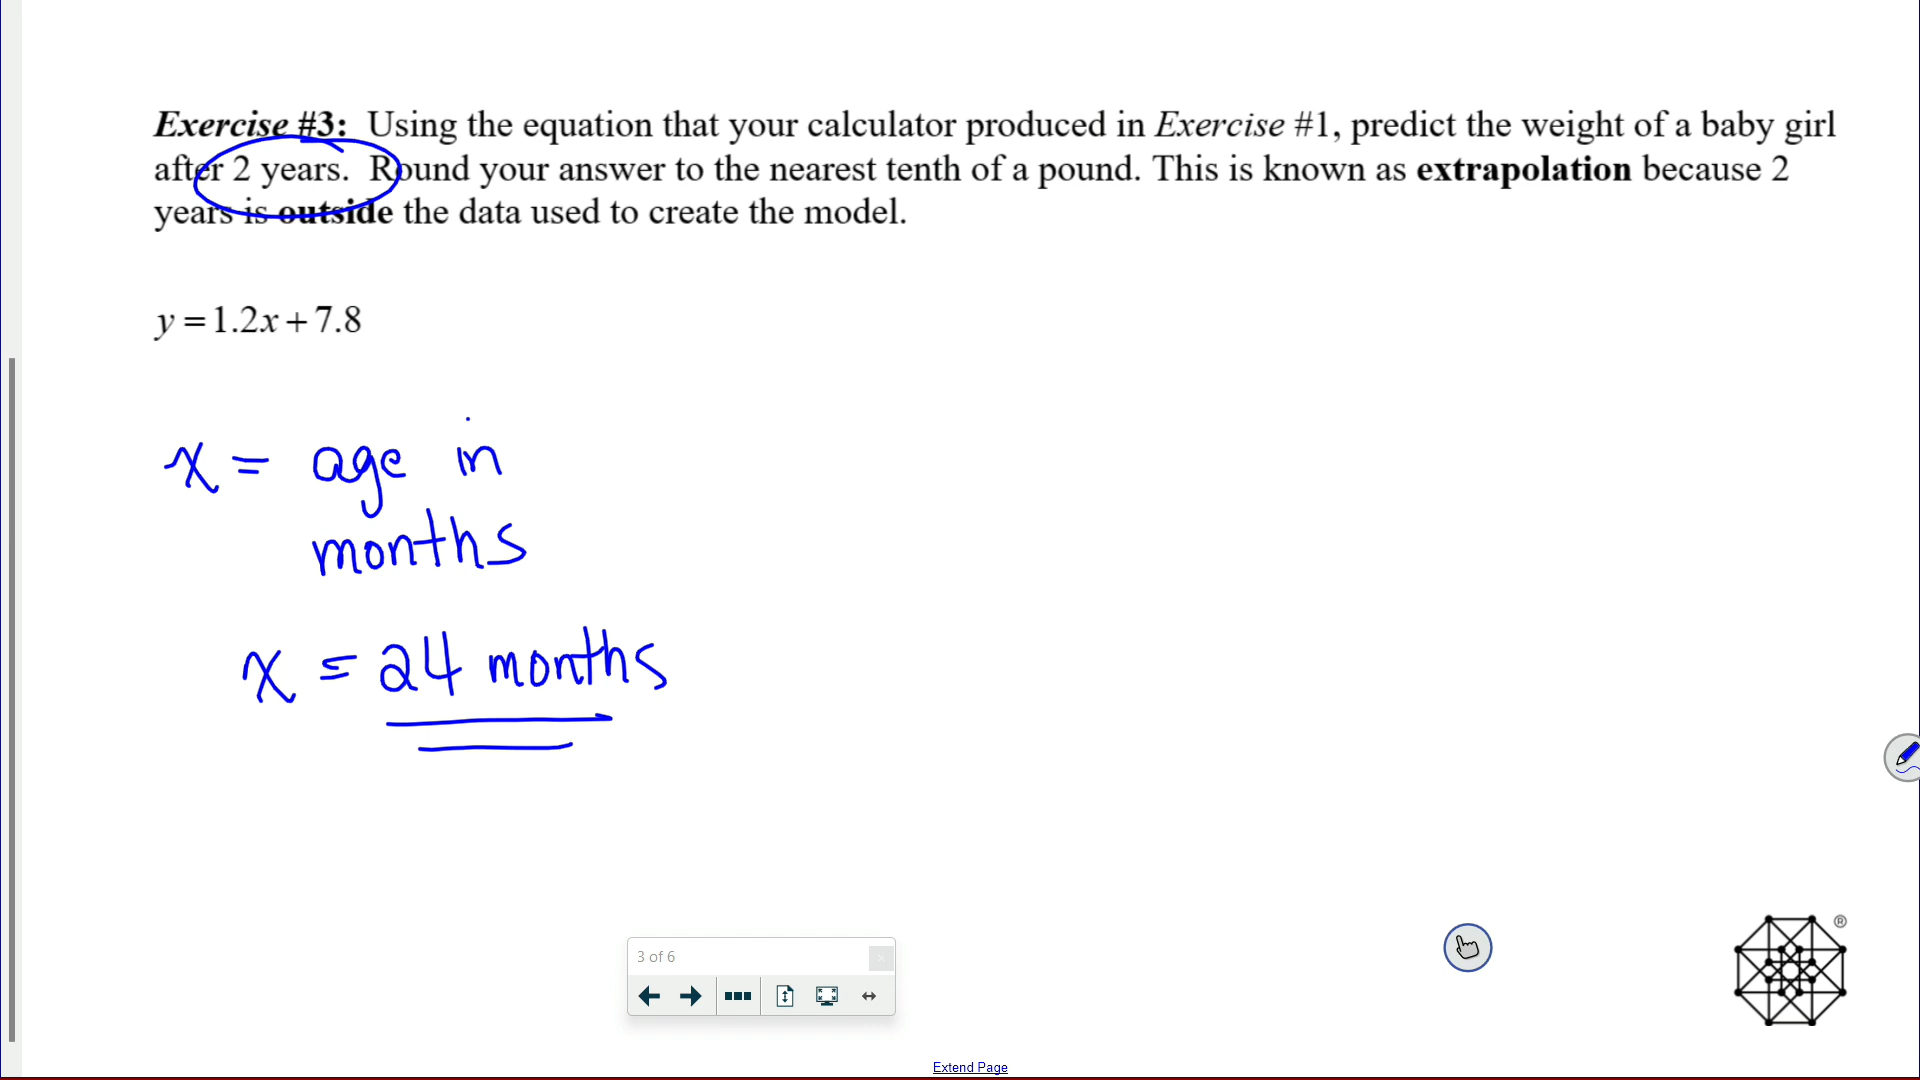 Exercise #3: Using the equation that your calculator produced in Exercise #1, predict the weight of a baby girl
after 2 years. Round your answer to the nearest tenth of a pound. This is known as extrapolation because 2
years is outside the data used to create the model.
y = 1.2x + 7.8
x = age in
months
x = 24 months
®
3 of 6
Extend Page